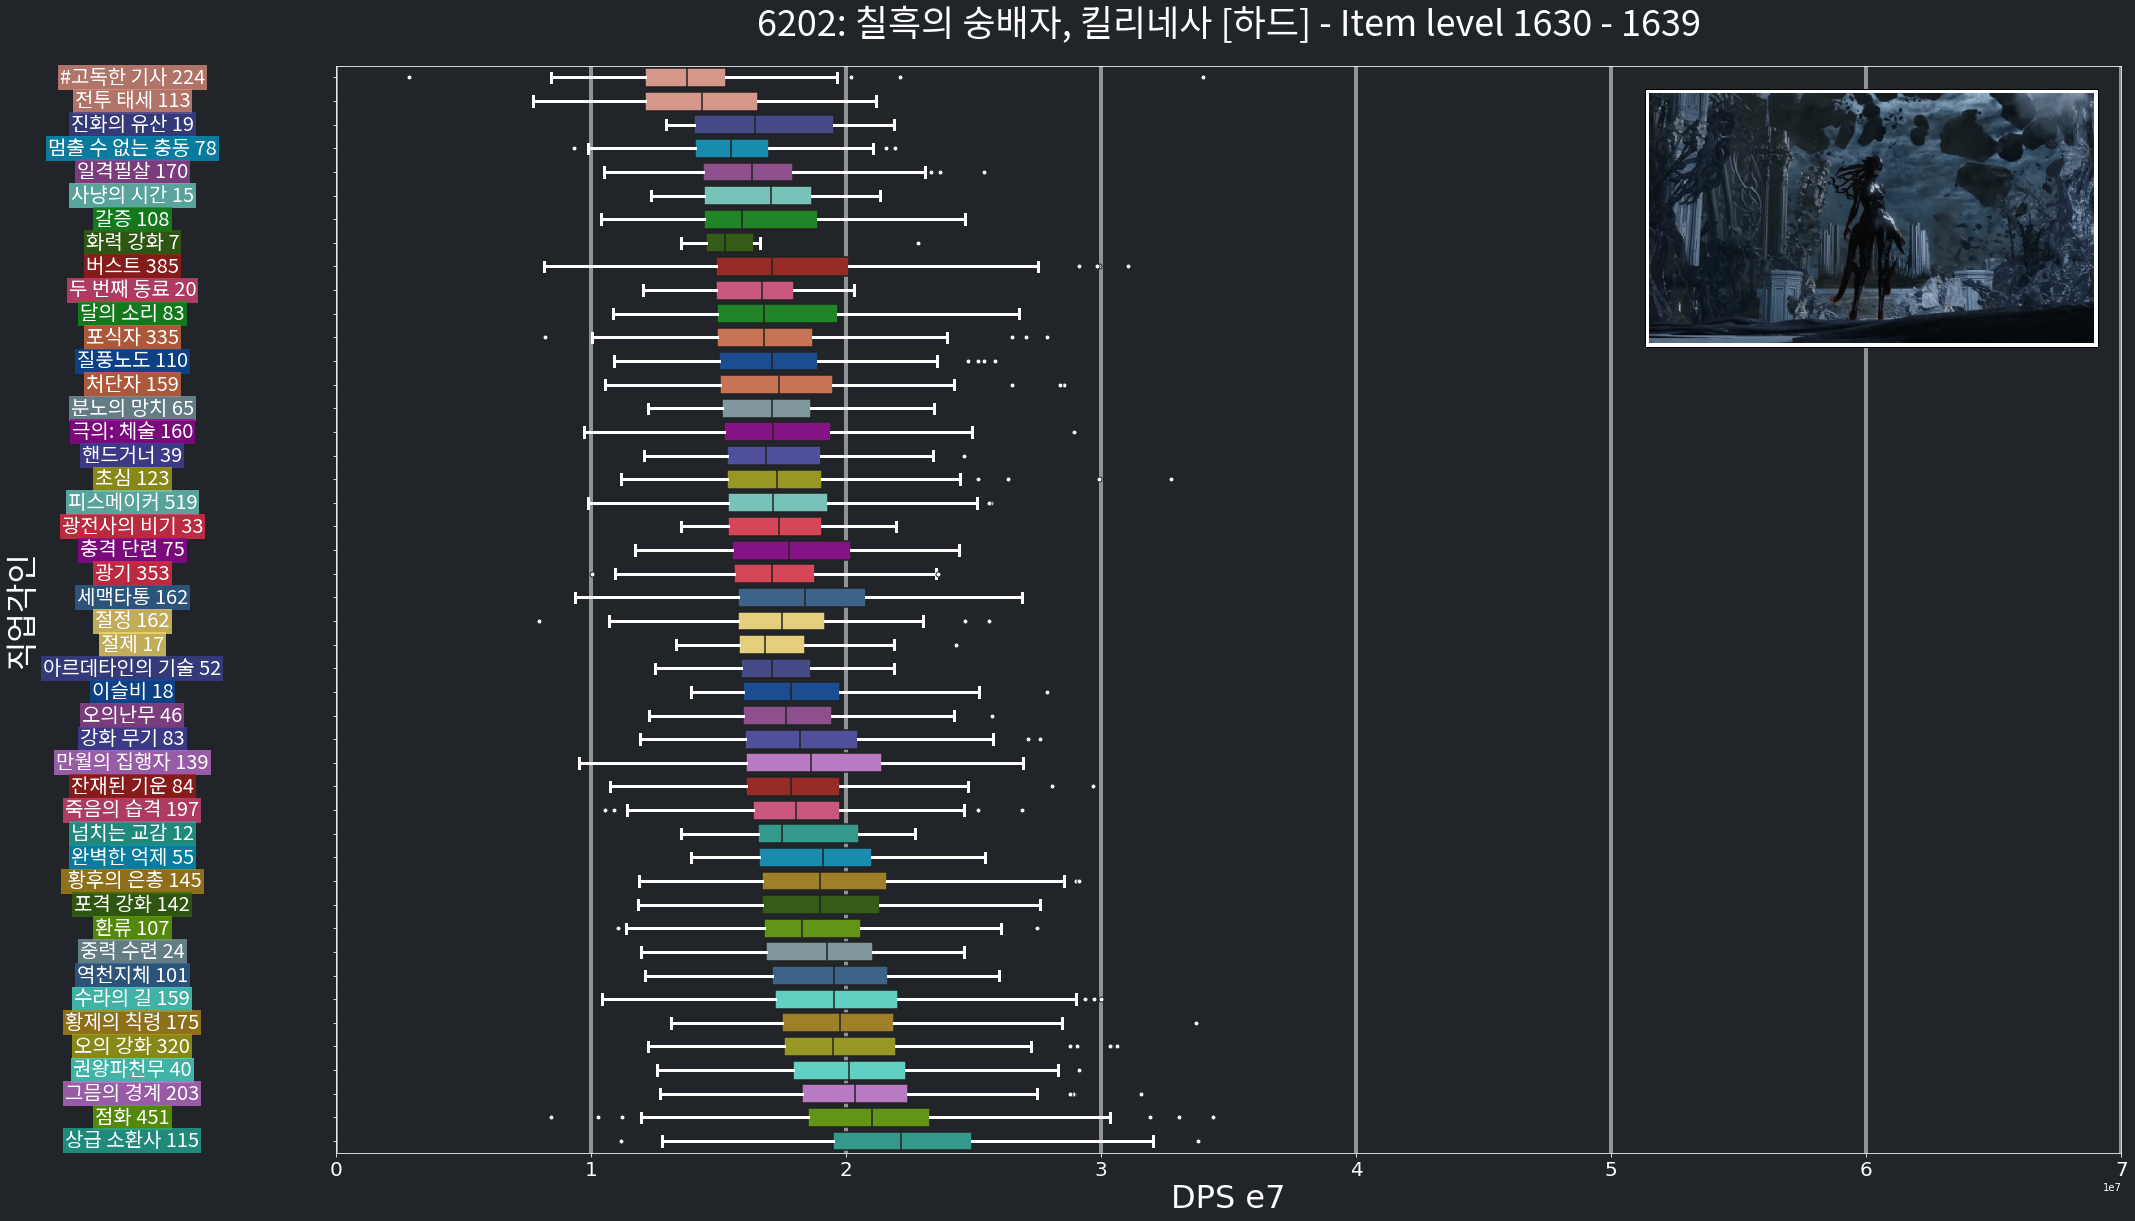 6202: 칠흑의 숭배자, 킬리네사 [하드] - Item level 1630 - 1639
#고독한 기사 224
전투 태세 113
진화의 유산 19
멈출 수 없는 충동 78
일격필살 170
사냥의 시간 15
갈증 108
화력 강화 7
버스트 385
두 번째 동료 20
달의 소리 83
포식자 335
질풍노도 110
처단자 159
분노의 망치 65
극의: 체술 160
핸드거너 39
초심 123
피스메이커 519
광전사의 비기 33
충격 단련 75
광기 353
세맥타통 162
절정 162
절제 17
아르데타인의 기술 52
이슬비 18
오의난무 46
강화 무기 83
만월의 집행자 139
잔재된 기운 84
죽음의 습격 197
넘치는 교감 12
완벽한 억제 55
황후의 은총 145
포격 강화 142
환류 107
중력 수련 24
역천지체 101
수라의 길 159
황제의 칙령 175
오의 강화 320
권왕파천무 40
그믐의 경계 203
점화 451
상급 소환사 115
직업각인
0 1 2 3 4 5 6 7
1e7
DPS e7